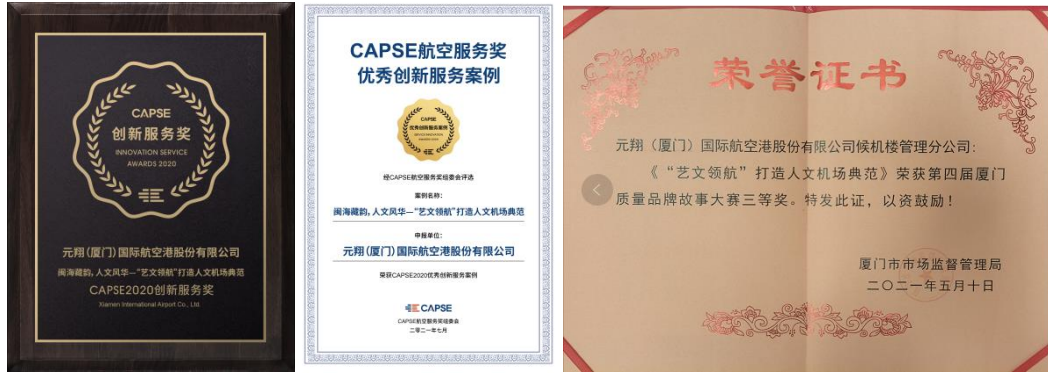 CAPSE
创新服务奖
INNOVATION SERVICE
AWARDS 2020
元翔(厦门)国际航空港股份有限公司
闽海藏韵,人文风华—“艺文领航”打造人文机场典范
CAPSE2020创新服务奖
Xiamen International Airport Co., Ltd.
CAPSE航空服务奖
优秀创新服务案例
CAPSE
优秀创新服务案例
经CAPSE航空服务奖组委会评选
案例名称:
闽海藏韵,人文风华—“艺文领航”打造人文机场典范
申报单位:
元翔(厦门)国际航空港股份有限公司
荣获CAPSE2020优秀创新服务案例
CAPSE
CAPSE航空服务奖组委会
二零二一年七月
荣誉证书
元翔（厦门）国际航空港股份有限公司候机楼管理分公司：
《“艺文领航”打造人文机场典范》荣获第四届厦门
质量品牌故事大赛三等奖。特发此证，以资鼓励！
厦门市市场监督管理局
二〇二一年五月十日